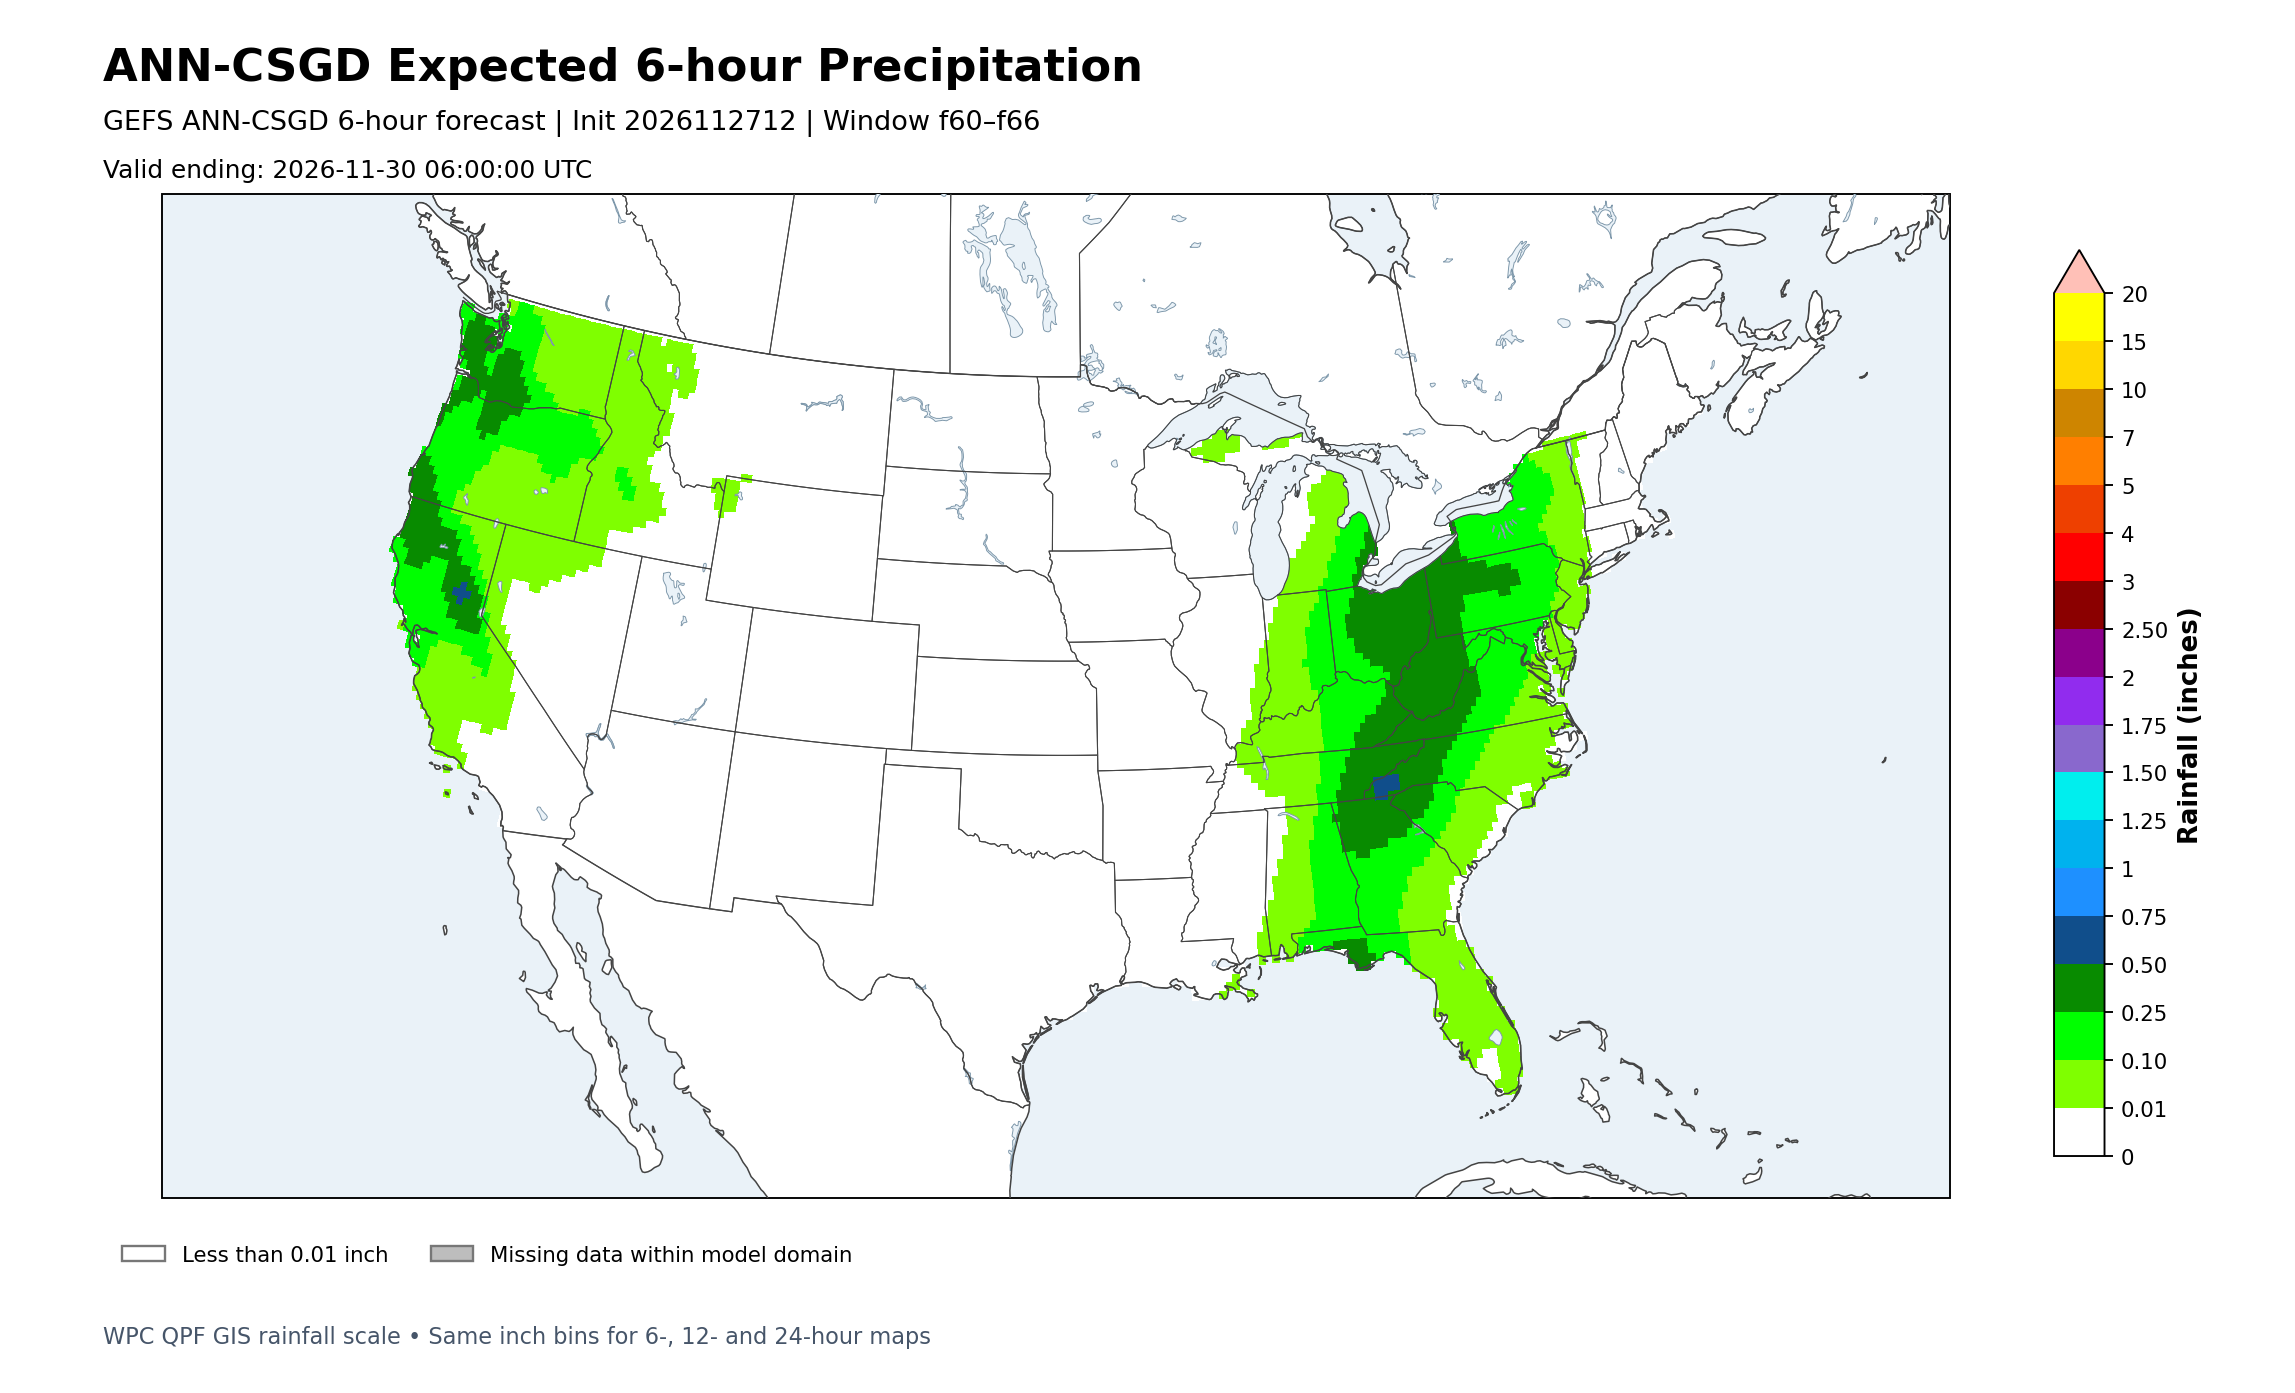 ANN-CSGD Expected 6-hour Precipitation
GEFS ANN-CSGD 6-hour forecast | Init 2026112712 | Window f60–f66
Valid ending: 2026-11-30 06:00:00 UTC
20
15
10
7
5
4
3
2.50
2
1.75
1.50
1.25
1
0.75
0.50
0.25
0.10
0.01
0
Rainfall (inches)
Less than 0.01 inch
Missing data within model domain
WPC QPF GIS rainfall scale • Same inch bins for 6-, 12- and 24-hour maps